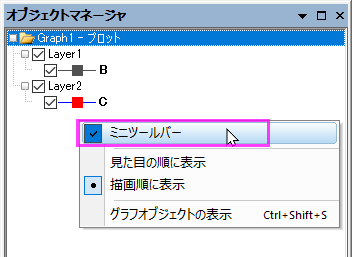 オブジェクトマネージャ
Graph1 - プロット
Layer1
B
Layer2
C
ミニツールバー
見た目の順に表示
描画順に表示
グラフオブジェクトの表示 Ctrl+Shift+S